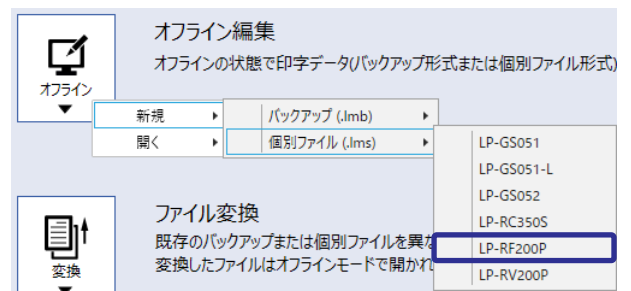 オフライン編集
オフラインの状態で印字データ(バックアップ形式または個別ファイル形式)
オフライン
新規
バックアップ (.lmb)
開く
個別ファイル (.lms)
LP-GS051
LP-GS051-L
LP-GS052
LP-RC350S
LP-RF200P
LP-RV200P
ファイル変換
既存のバックアップまたは個別ファイルを異な
変換したファイルはオフラインモードで開かれ
変換